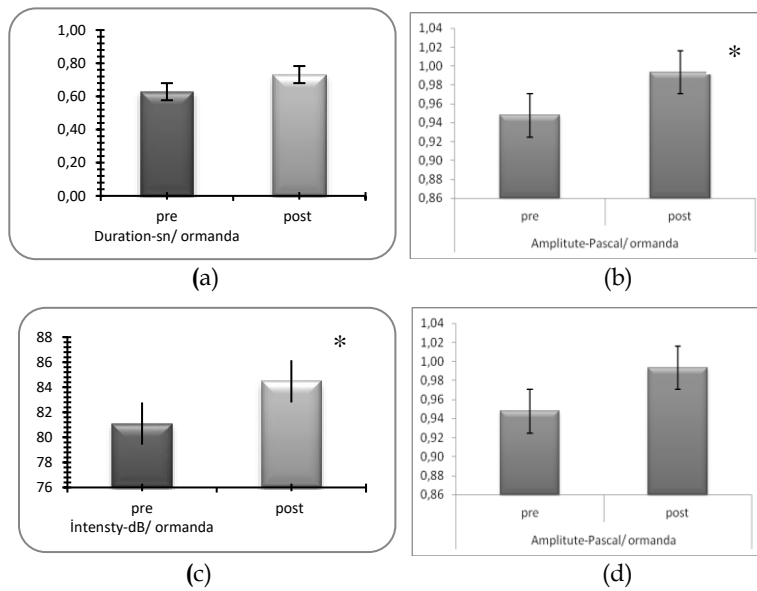 1,00
0,80
0,60
0,40
0,20
0,00
pre post
Duration-sn/ ormanda
(a)
1,04
1,02
1,00
0,98
0,96
0,94
0,92
0,90
0,88
0,86
*
pre post
Amplitute-Pascal/ ormanda
(b)
88
86
84
82
80
78
76
*
pre post
İntensty-dB/ ormanda
(c)
1,04
1,02
1,00
0,98
0,96
0,94
0,92
0,90
0,88
0,86
pre post
Amplitute-Pascal/ ormanda
(d)